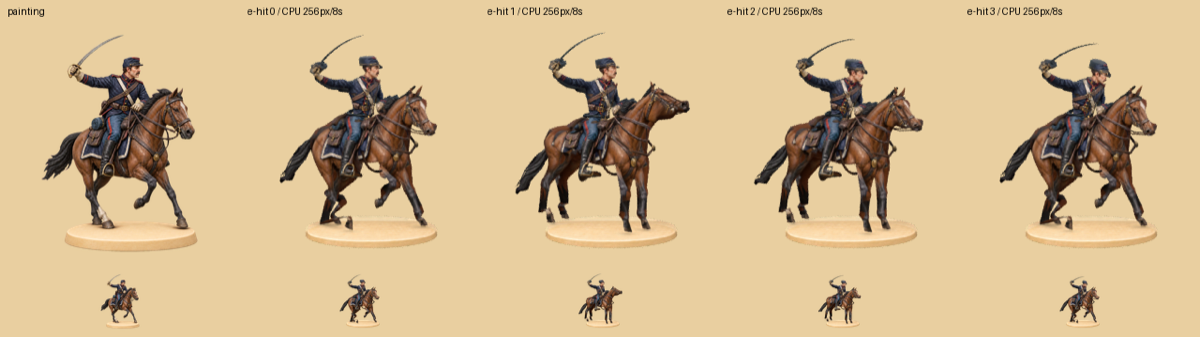 painting
e-hit 0 / CPU 256px/8s
e-hit 1 / CPU 256px/8s
e-hit 2 / CPU 256px/8s
e-hit 3 / CPU 256px/8s